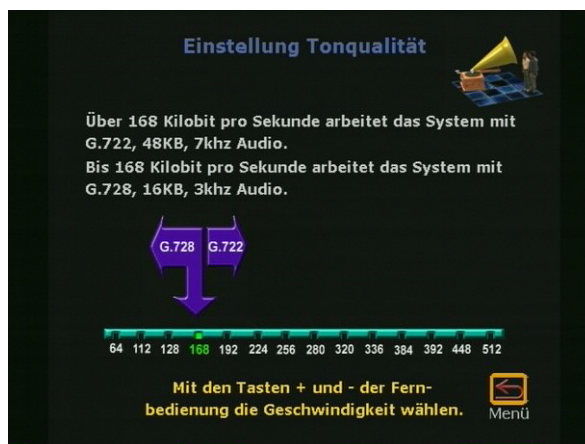 Einstellung Tonqualität
Über 168 Kilobit pro Sekunde arbeitet das System mit
G.722, 48KB, 7khz Audio.
Bis 168 Kilobit pro Sekunde arbeitet das System mit
G.728, 16KB, 3khz Audio.
G.728 G.722
64 112 128 168 192 224 256 280 320 336 384 392 448 512
Mit den Tasten + und - der Fern-
bedienung die Geschwindigkeit wählen.
Menü